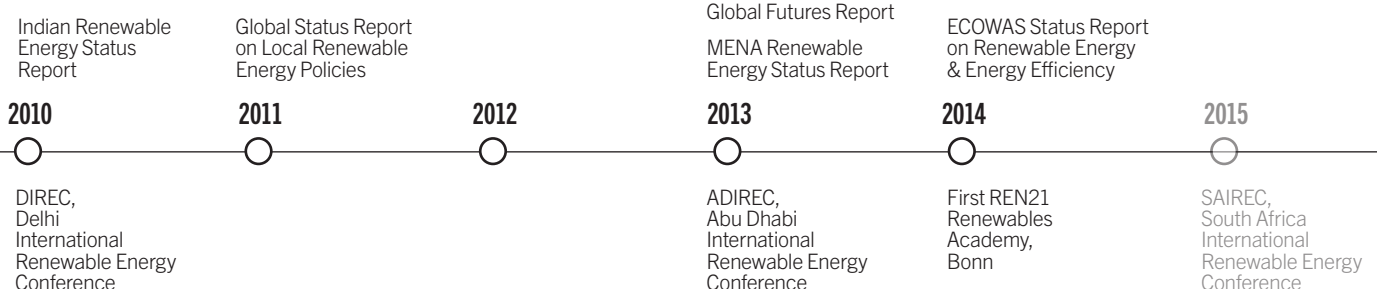 Indian Renewable
Energy Status
Report
Global Status Report
on Local Renewable
Energy Policies
Global Futures Report
MENA Renewable
Energy Status Report
ECOWAS Status Report
on Renewable Energy
& Energy Efficiency
2010
2011
2012
2013
2014
2015
DIREC,
Delhi
International
Renewable Energy
Conference
ADIREC,
Abu Dhabi
International
Renewable Energy
Conference
First REN21
Renewables
Academy,
Bonn
SAIREC,
South Africa
International
Renewable Energy
Conference